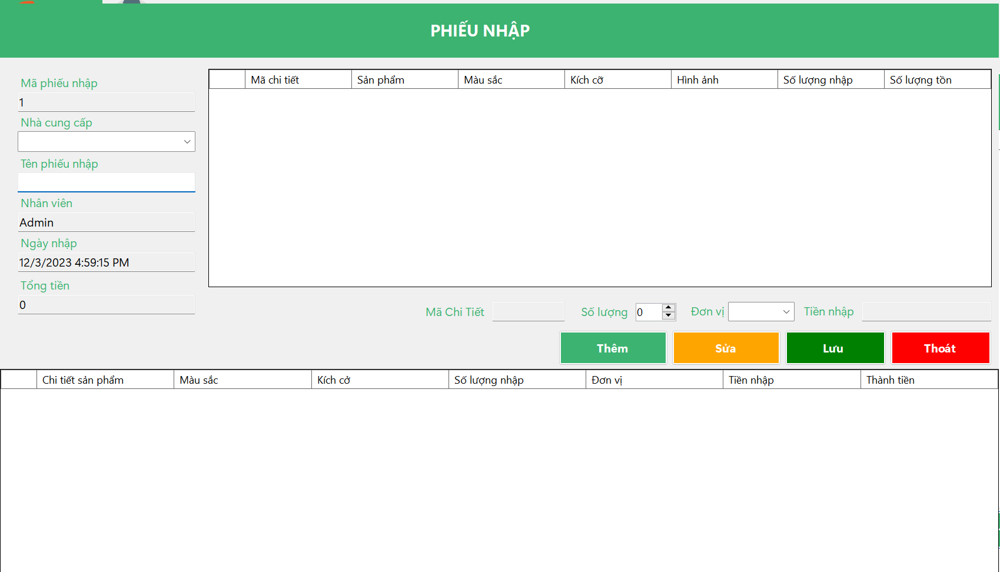 PHIẾU NHẬP
Mã phiếu nhập
1
Nhà cung cấp
Tên phiếu nhập
Nhân viên
Admin
Ngày nhập
12/3/2023 4:59:15 PM
Tổng tiền
0
Mã chi tiết Sản phẩm Màu sắc Kích cỡ Hình ảnh Số lượng nhập Số lượng tồn
Mã Chi Tiết Số lượng 0 Đơn vị Tiền nhập
Thêm Sửa Lưu Thoát
Chi tiết sản phẩm Màu sắc Kích cở Số lượng nhập Đơn vị Tiền nhập Thành tiền